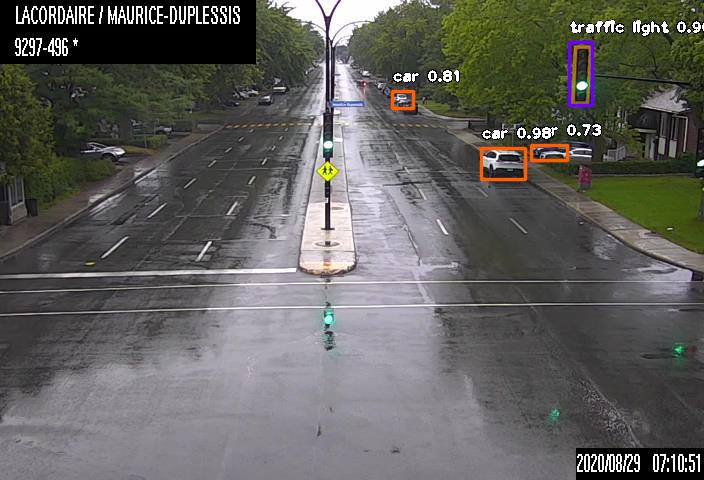 LACORDAIRE / MAURICE-DUPLESSIS
9297-496 *
traffic light 0.9
car 0.81
car 0.98
r 0.73
2020/08/29 07:10:51